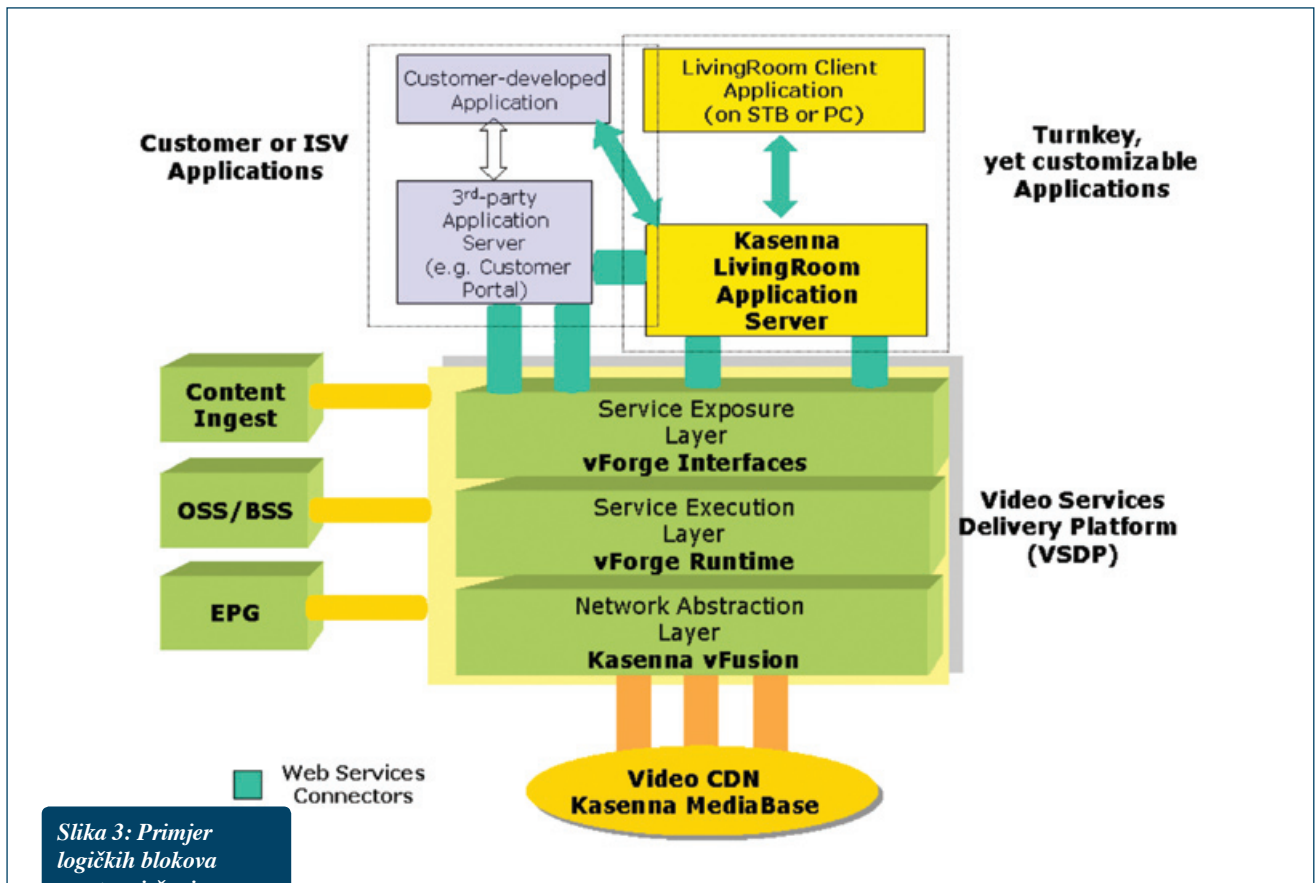 Customer-developed
Application
LivingRoom Client
Application
(on STB or PC)
Customer or ISV
Applications
Turnkey,
yet customizable
Applications
3rd-party
Application
Server
(e.g. Customer
Portal)
Kasenna
LivingRoom
Application
Server
Content
Ingest
Service Exposure
Layer
vForge Interfaces
OSS/BSS
Service Execution
Layer
vForge Runtime
Video Services
Delivery Platform
(VSDP)
EPG
Network Abstraction
Layer
Kasenna vFusion
Web Services
Connectors
Video CDN
Kasenna MediaBase
Slika 3: Primjer
logičkih blokova